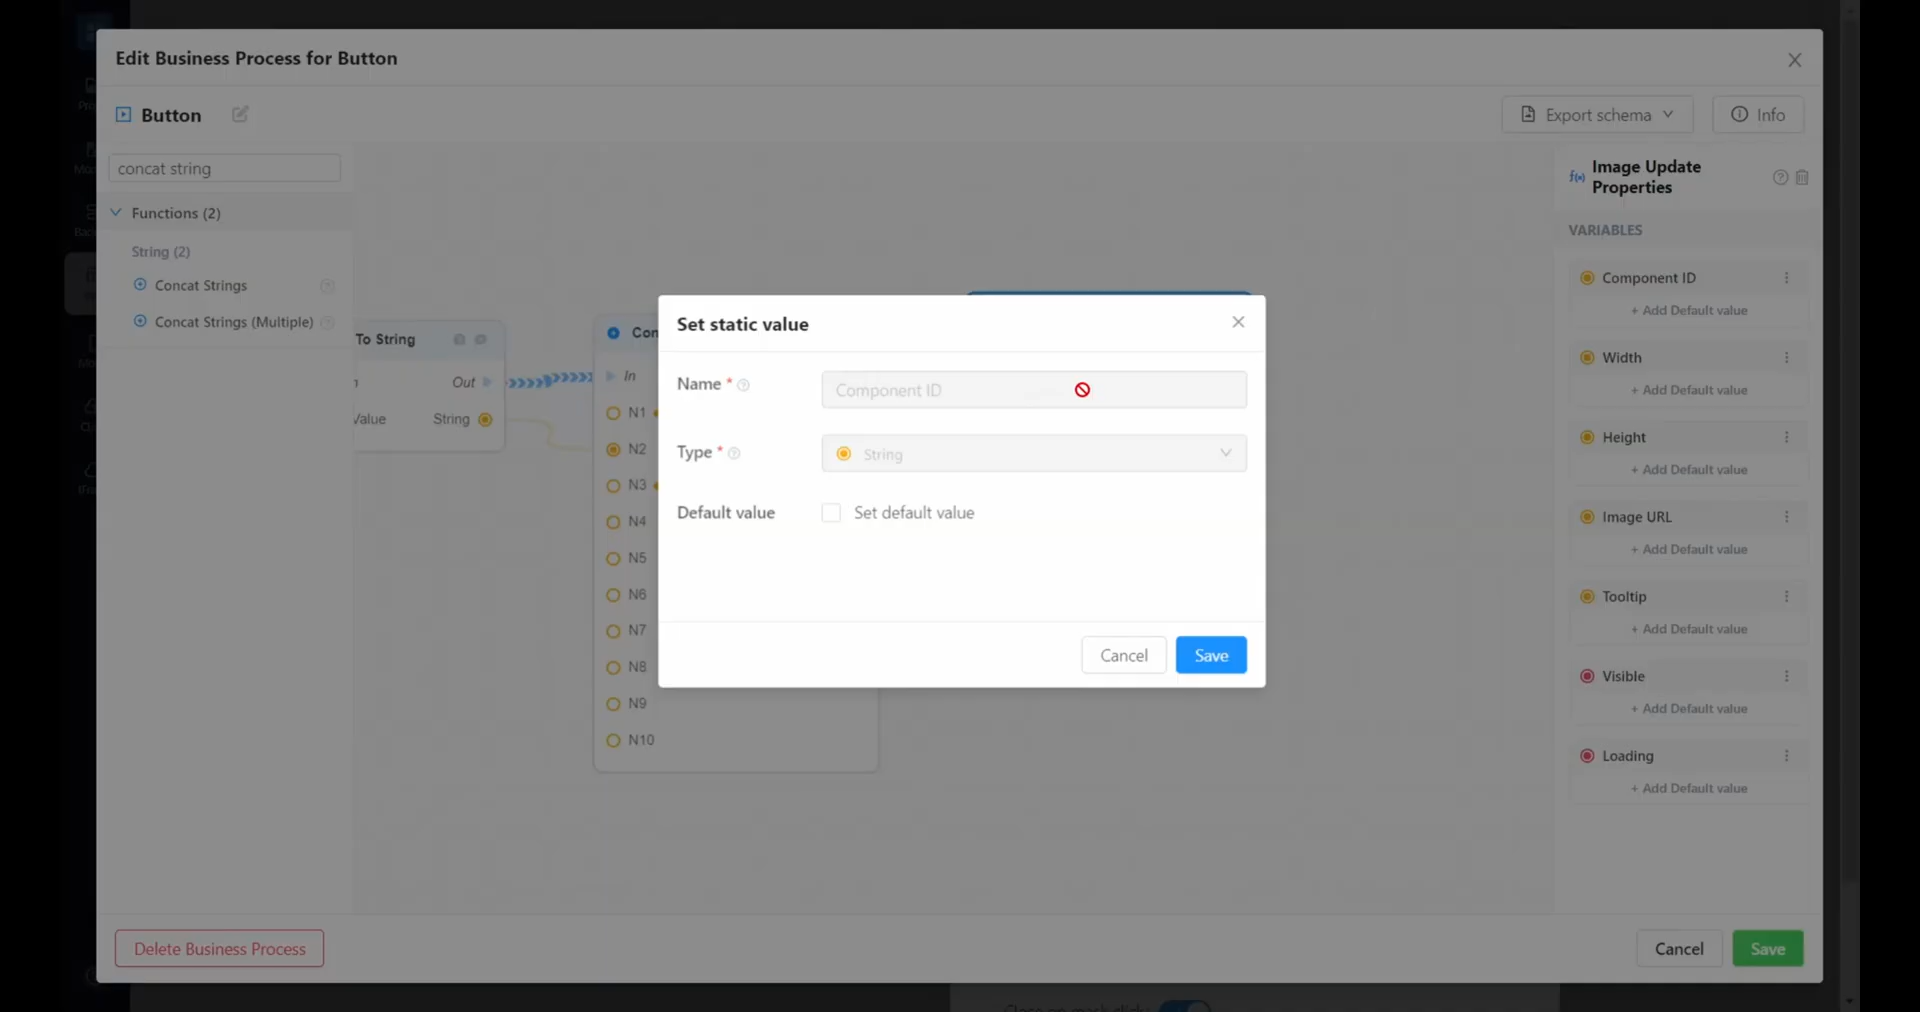 Edit Business Process for Button
Button
Export schema
Info
concat string
Functions (2)
String (2)
Concat Strings
Concat Strings (Multiple)
To String
Out
Value
String
Con
In
N1
N2
N3
N4
N5
N6
N7
N8
N9
N10
Set static value
Name *
Component ID
Type *
String
Default value
Set default value
Cancel
Save
f(x)
Image Update
Properties
VARIABLES
Component ID
+ Add Default value
Width
+ Add Default value
Height
+ Add Default value
Image URL
+ Add Default value
Tooltip
+ Add Default value
Visible
+ Add Default value
Loading
+ Add Default value
Delete Business Process
Cancel
Save